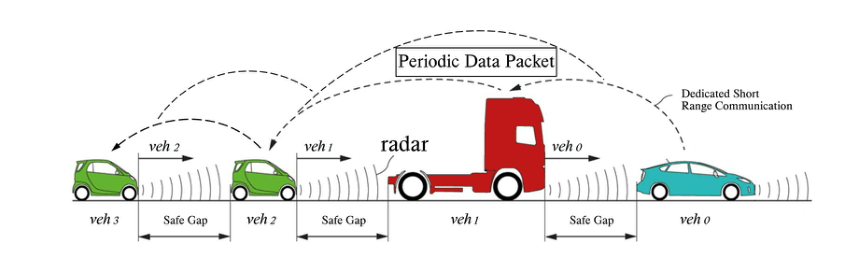 Periodic Data Packet
Dedicated Short
Range Communication
veh 2
veh 1
radar
veh 0
veh 3
Safe Gap
veh 2
Safe Gap
veh 1
Safe Gap
veh 0